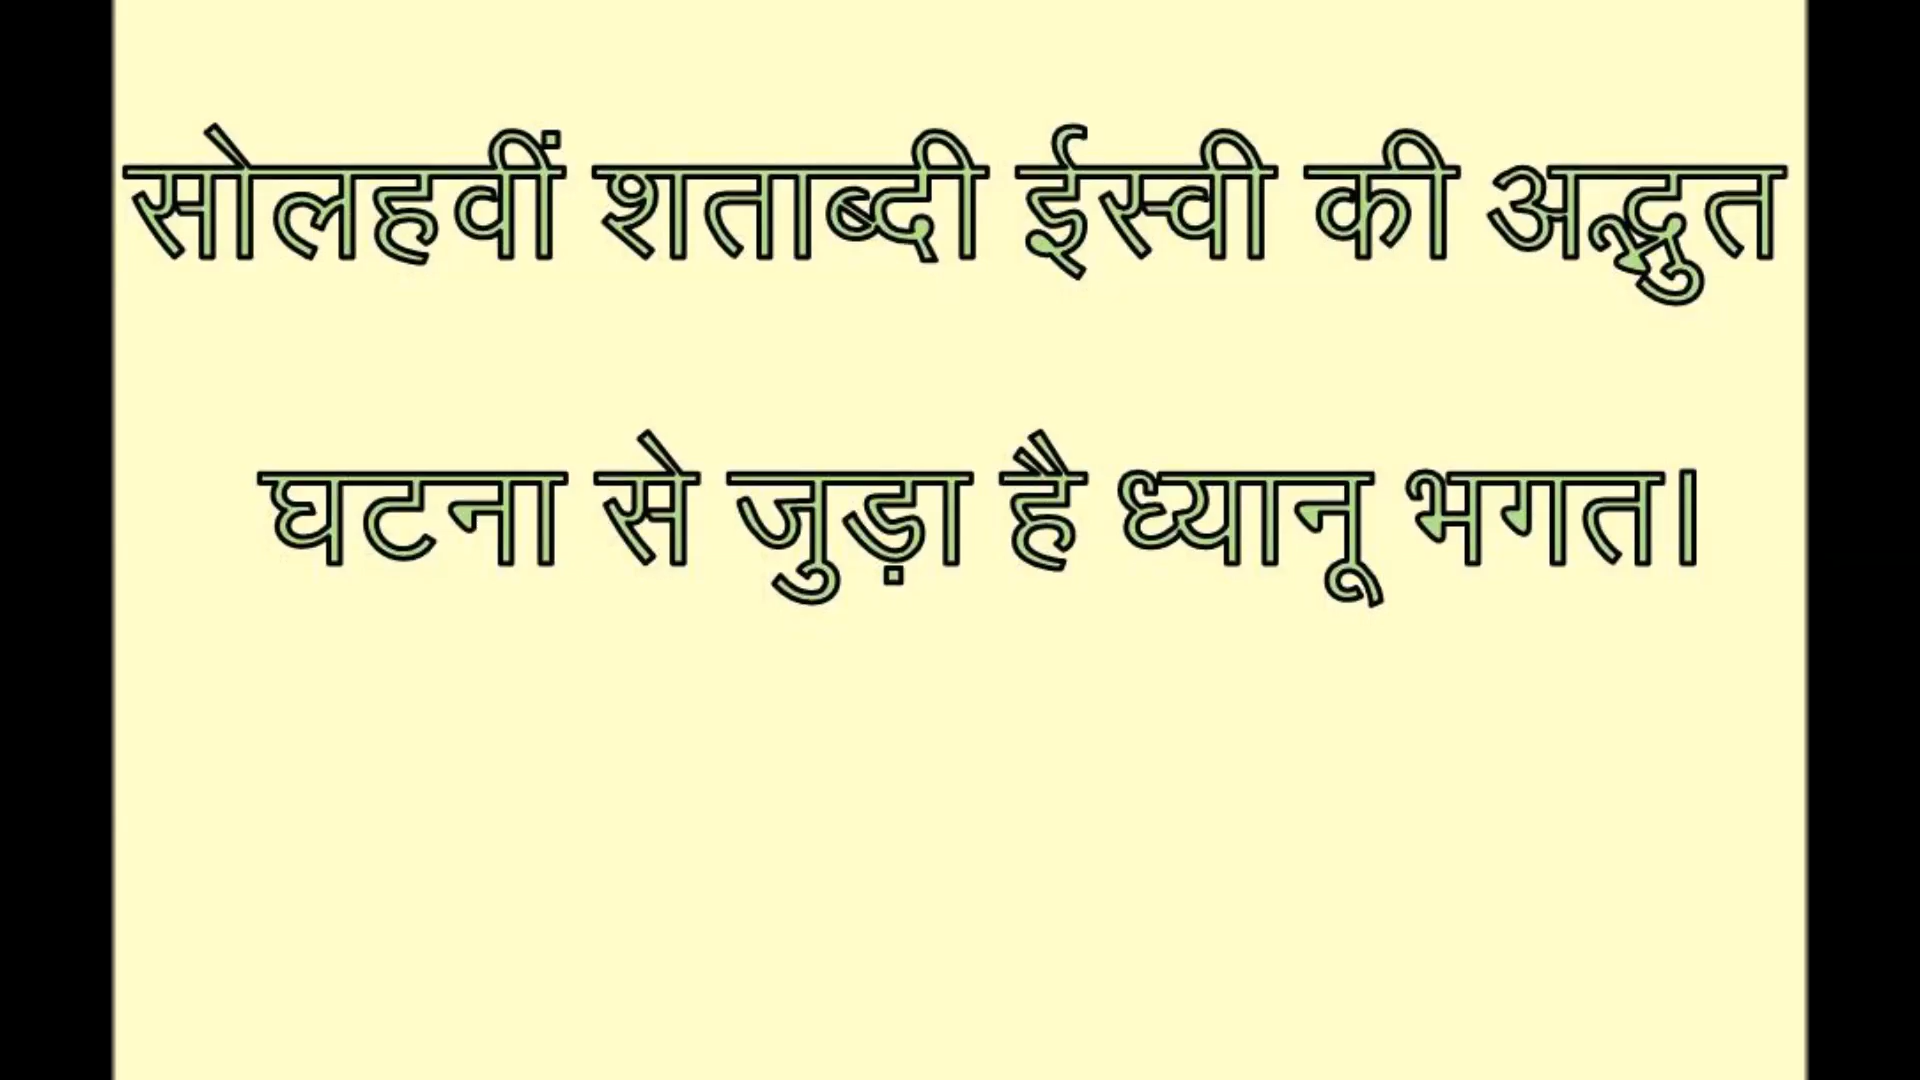 सोलहवीं शताब्दी ईस्वी की अद्भुत
घटना से जुड़ा है ध्यानू भगत।